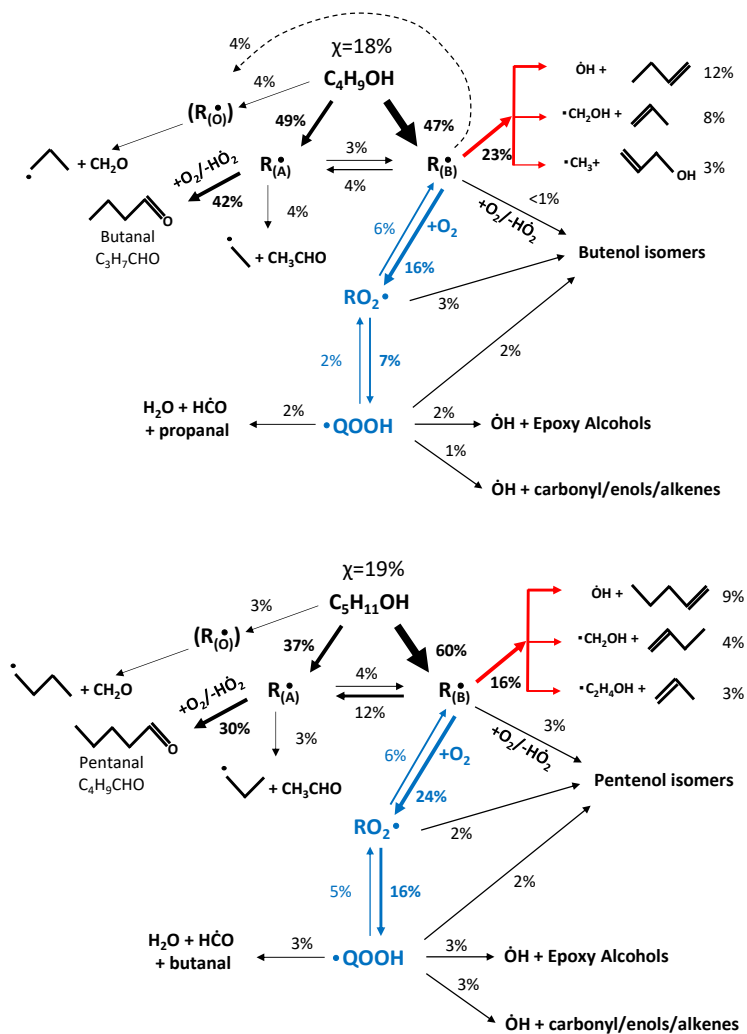 χ=18%
4%
C₄H₉OH
ȮH +
12%
4%
(R(O)•)
49%
47%
•CH₂OH +
8%
+ CH₂O
R(A)•
3%
4%
R(B)•
23%
•CH₃+
OH
3%
+O₂/-HȮ₂
42%
O
Butanal
C₃H₇CHO
4%
+ CH₃CHO
6%
+O₂
16%
<1%
+O₂/-HȮ₂
Butenol isomers
RO₂•
3%
2%
7%
2%
H₂O + HĊO
+ propanal
2%
•QOOH
2%
ȮH + Epoxy Alcohols
1%
ȮH + carbonyl/enols/alkenes
χ=19%
C₅H₁₁OH
ȮH +
9%
3%
(R(O)•)
37%
60%
•CH₂OH +
4%
+ CH₂O
R(A)•
4%
12%
R(B)•
16%
•C₂H₄OH +
3%
+O₂/-HȮ₂
30%
O
Pentanal
C₄H₉CHO
3%
+ CH₃CHO
6%
+O₂
24%
3%
+O₂/-HȮ₂
Pentenol isomers
RO₂•
2%
2%
5%
16%
H₂O + HĊO
+ butanal
3%
•QOOH
3%
ȮH + Epoxy Alcohols
3%
ȮH + carbonyl/enols/alkenes